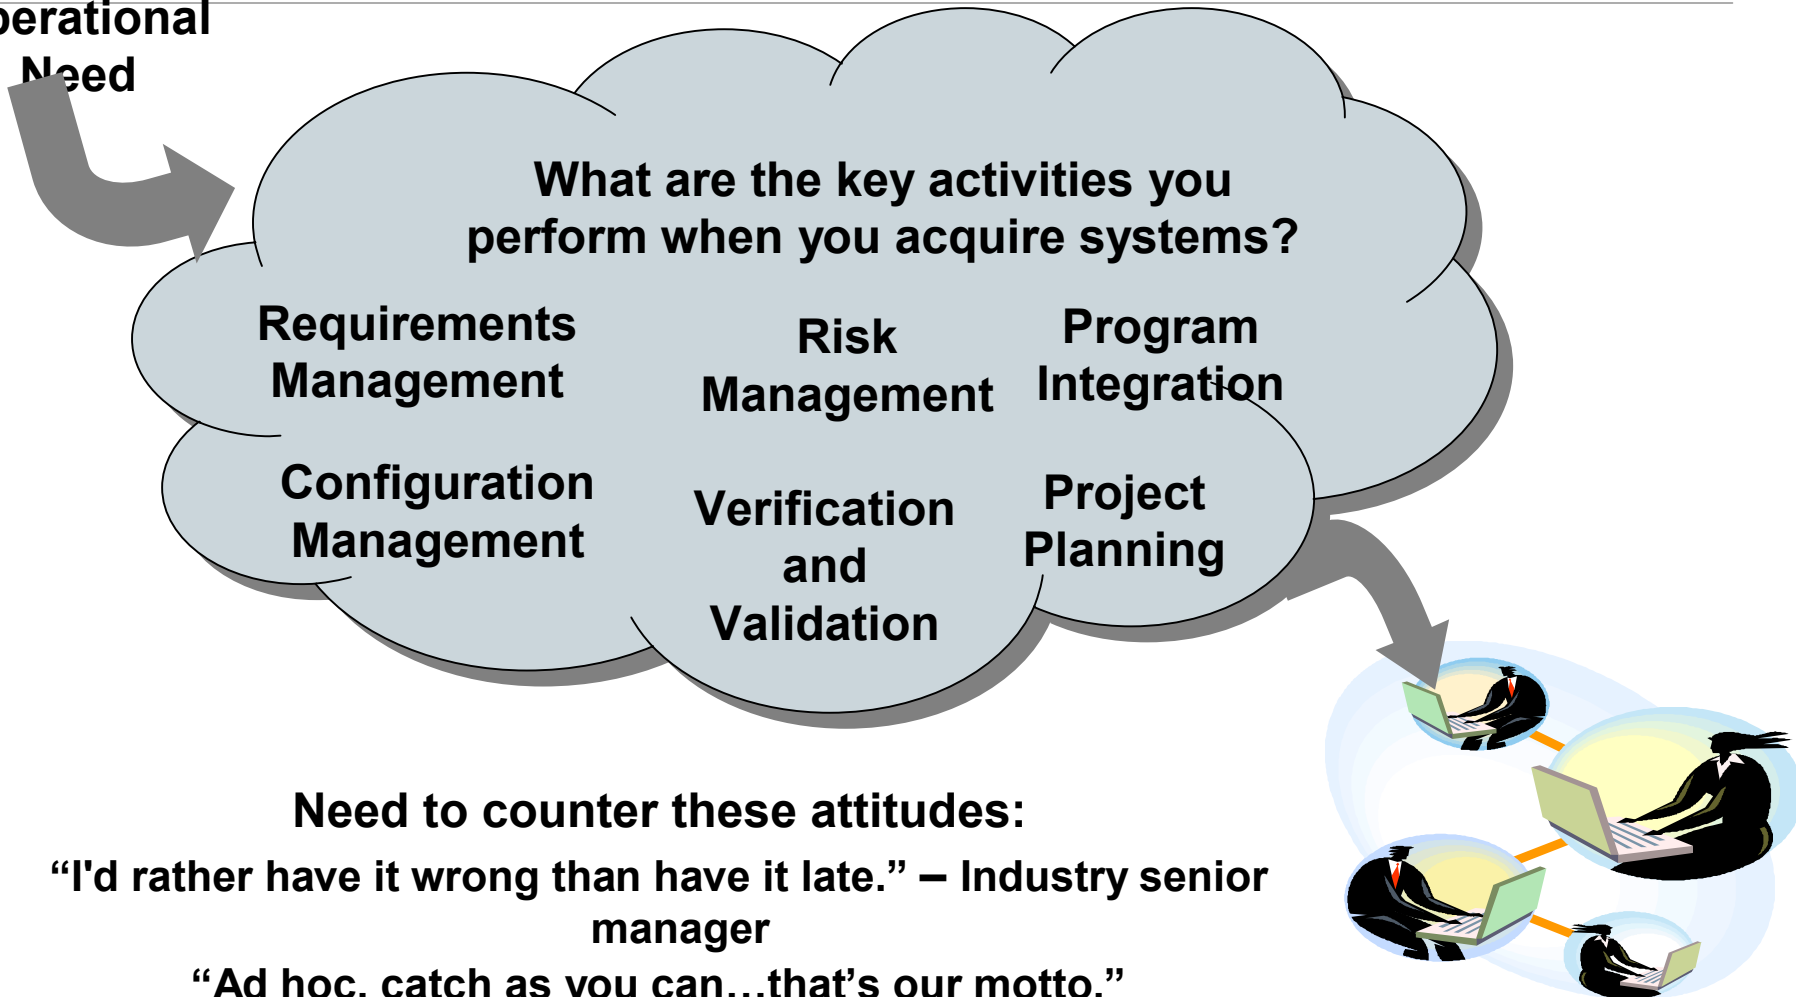 perational
Need
What are the key activities you
perform when you acquire systems?
Requirements
Management
Risk
Management
Program
Integration
Configuration
Management
Verification
and
Validation
Project
Planning
Need to counter these attitudes:
“I'd rather have it wrong than have it late.” – Industry senior
manager
“Ad hoc, catch as you can…that’s our motto.”